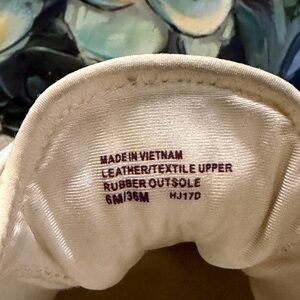 MADE IN VIETNAM
LEATHER/TEXTILE UPPER
RUBBER OUTSOLE
6M/36M HJ17D